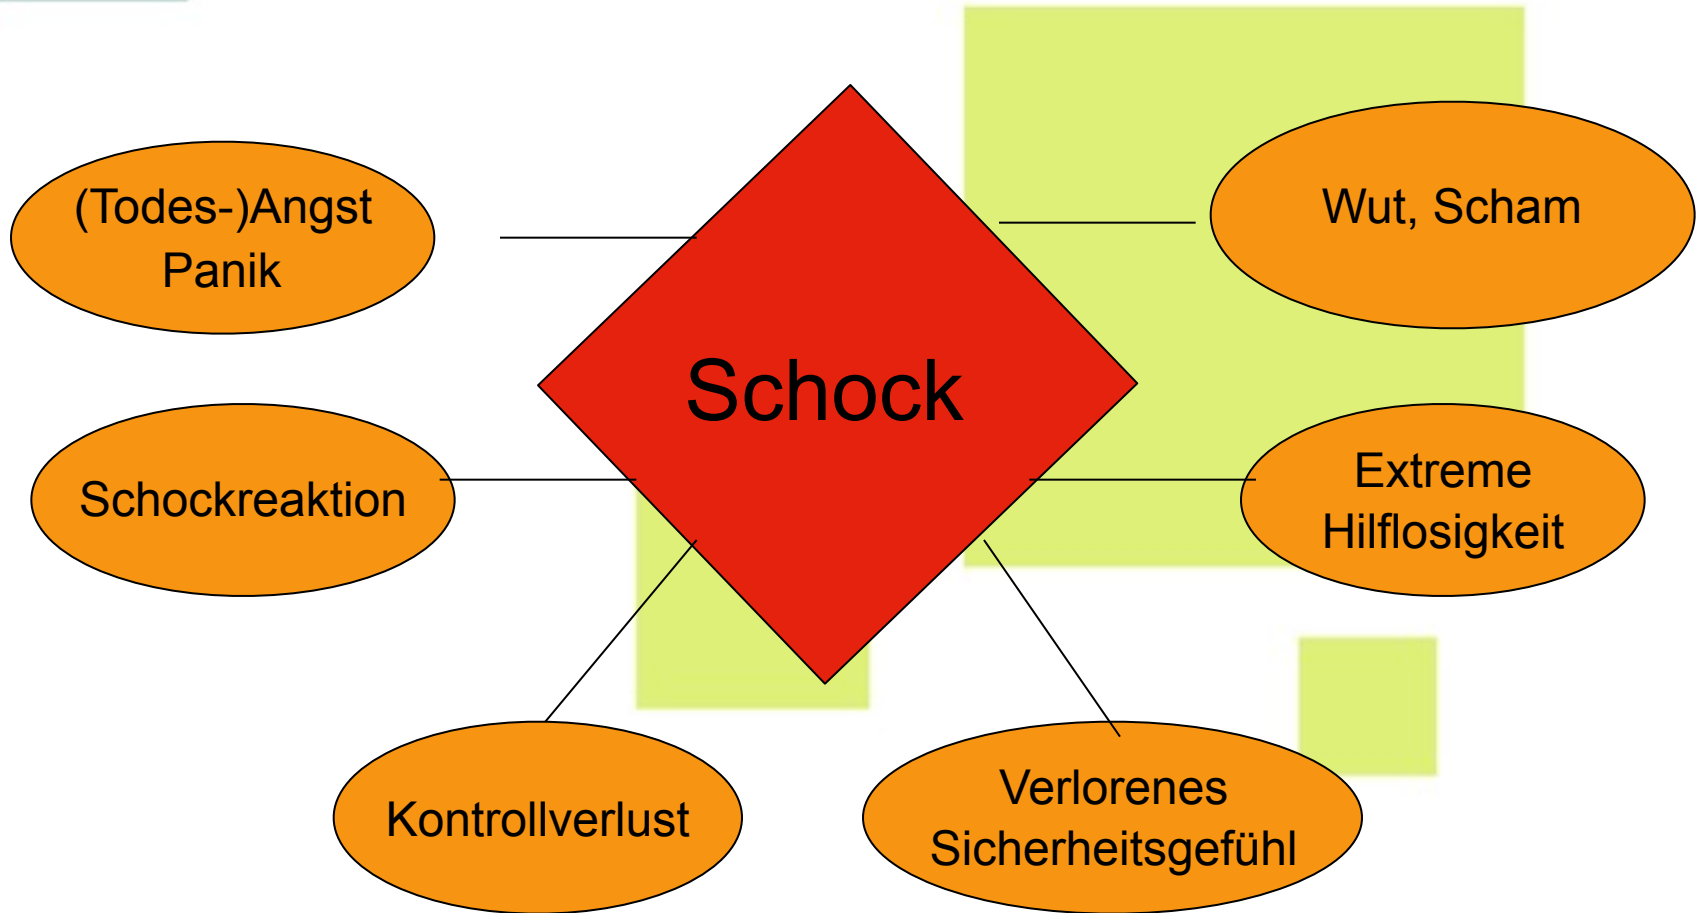 (Todes-)Angst
Panik
Wut, Scham
Schock
Schockreaktion
Extreme
Hilflosigkeit
Kontrollverlust
Verlorenes
Sicherheitsgefühl